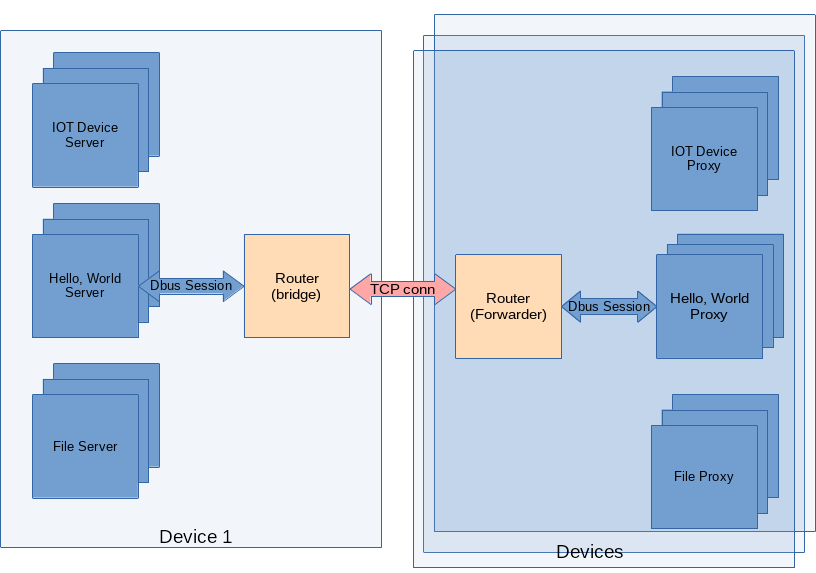 IOT Device
Server
Hello, World
Server
Dbus Session
File Server
Router
(bridge)
Device 1
TCP conn
Router
(Forwarder)
Dbus Session
IOT Device
Proxy
Hello, World
Proxy
File Proxy
Devices